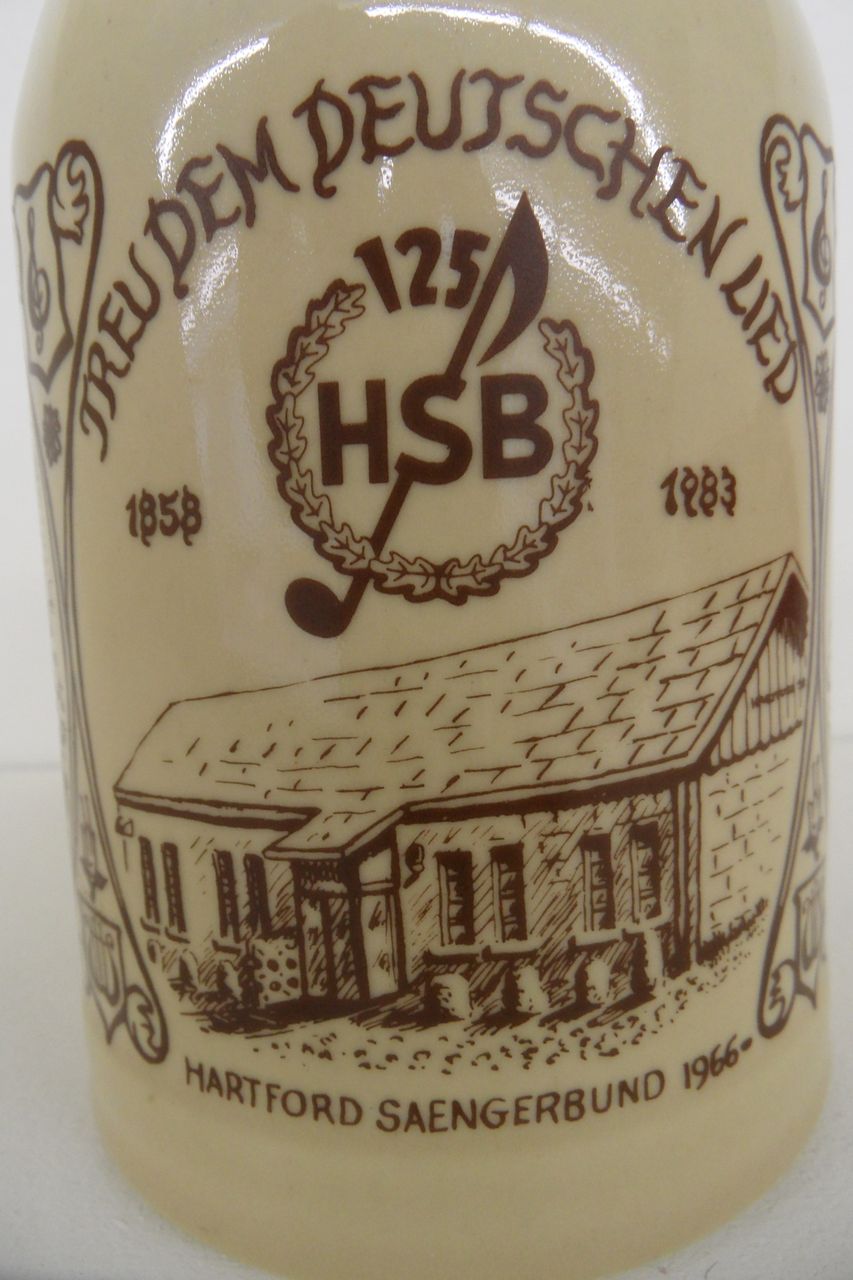 TREU DEM DEUTSCHEN LIED
125
HSB
1858
1983
HARTFORD SAENGERBUND 1966-